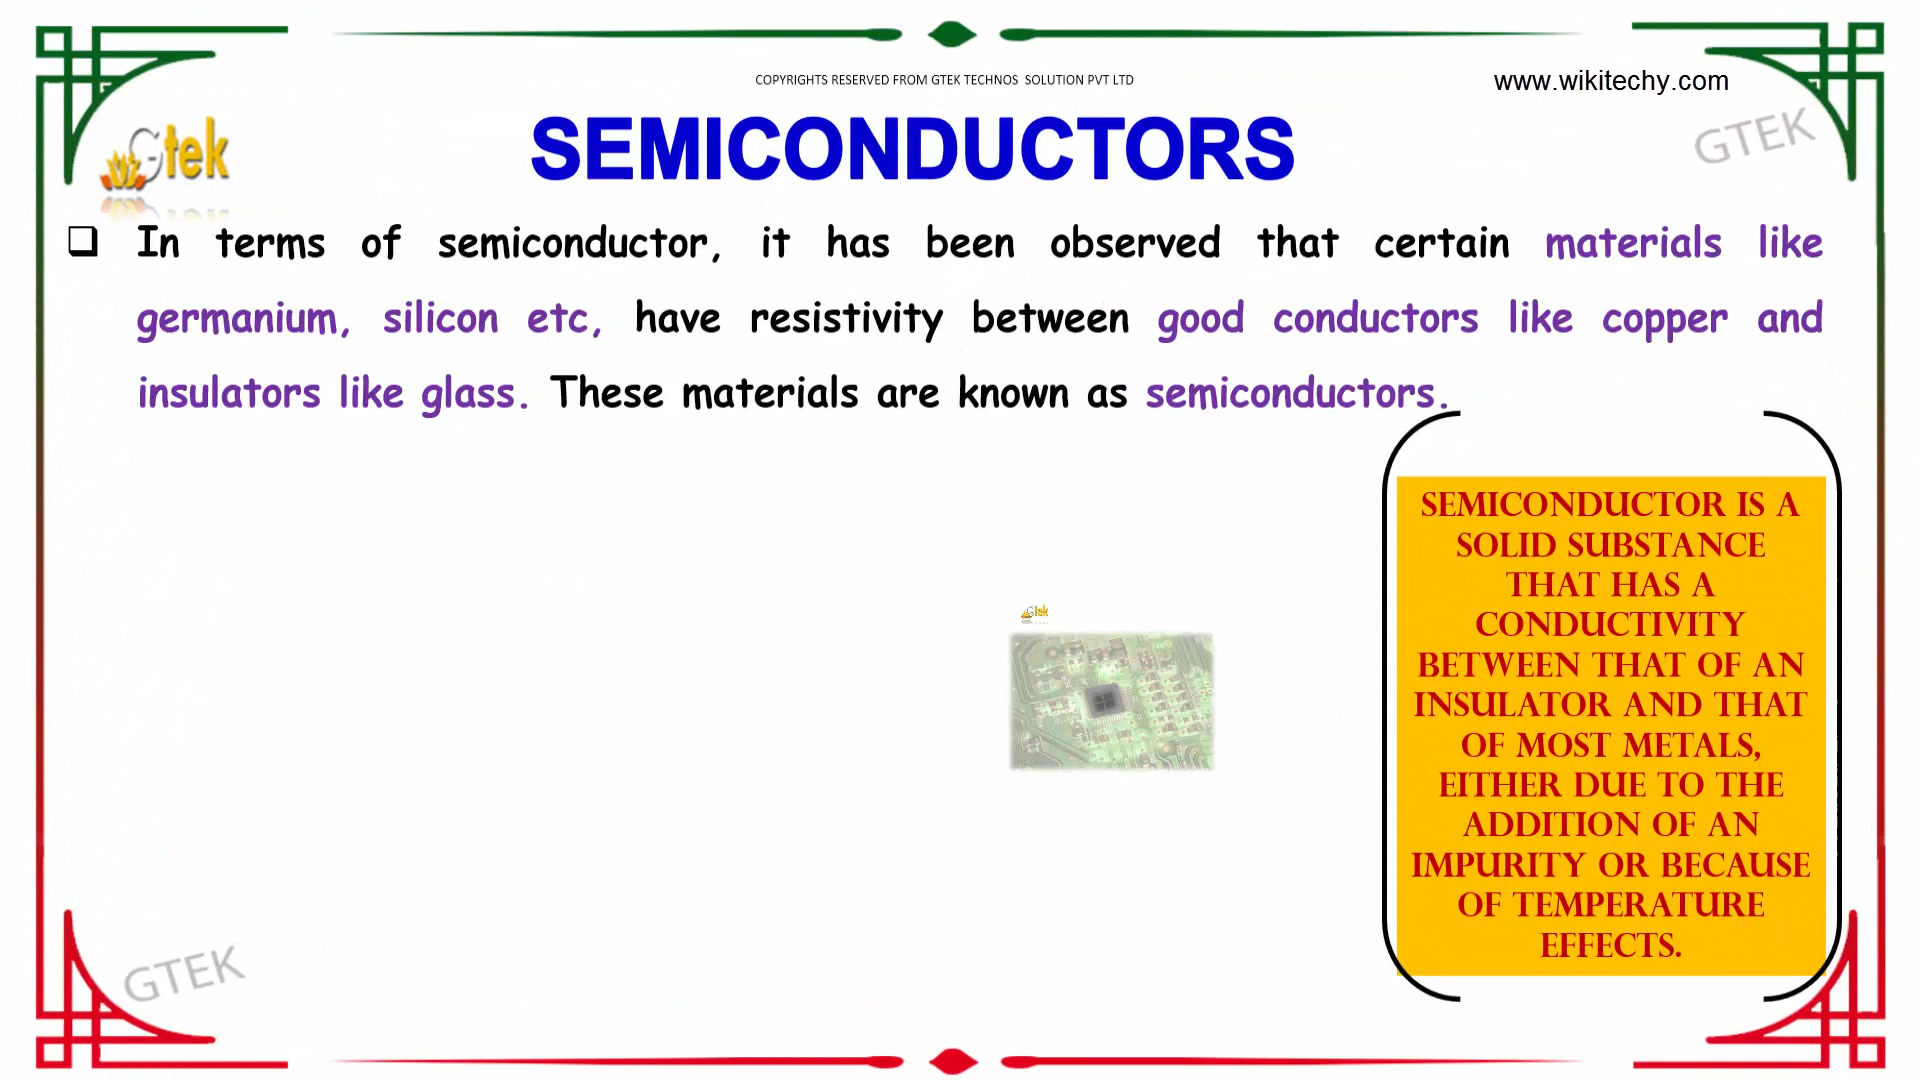 COPYRIGHTS RESERVED FROM GTEK TECHNOS SOLUTION PVT LTD
www.wikitechy.com
Gtek
SEMICONDUCTORS
GTEK
In terms of semiconductor, it has been observed that certain materials like
germanium, silicon etc, have resistivity between good conductors like copper and
insulators like glass. These materials are known as semiconductors.
Gtek
SEMICONDUCTOR IS A
SOLID SUBSTANCE
THAT HAS A
CONDUCTIVITY
BETWEEN THAT OF AN
INSULATOR AND THAT
OF MOST METALS,
EITHER DUE TO THE
ADDITION OF AN
IMPURITY OR BECAUSE
OF TEMPERATURE
EFFECTS.
GTEK